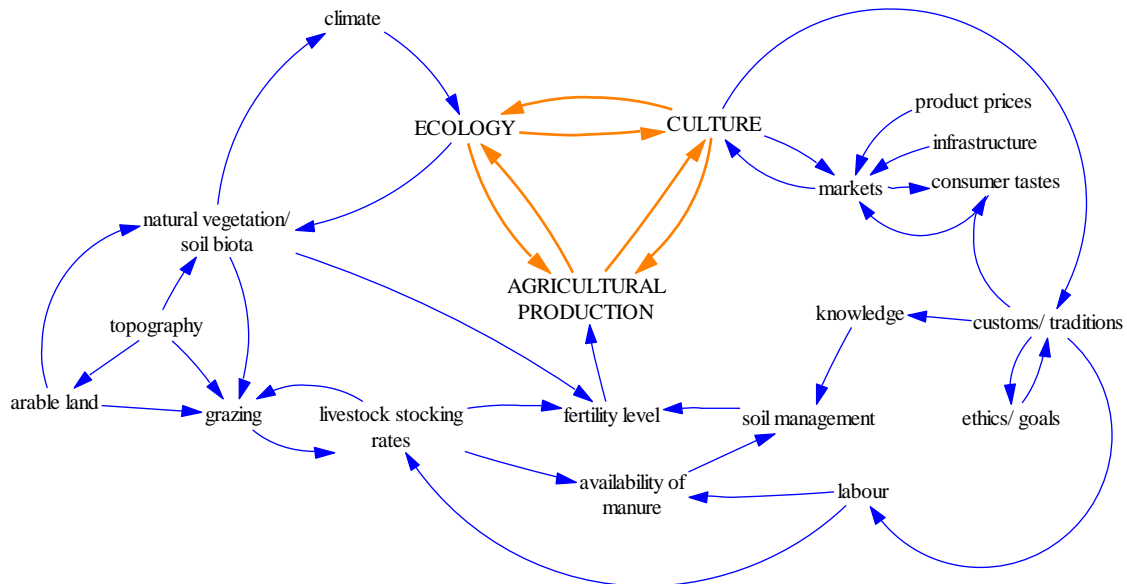 climate
product prices
ECOLOGY
CULTURE
infrastructure
markets
consumer tastes
natural vegetation/
soil biota
AGRICULTURAL
PRODUCTION
topography
knowledge
customs/ traditions
arable land
grazing
livestock stocking
rates
fertility level
soil management
ethics/ goals
availability of
manure
labour